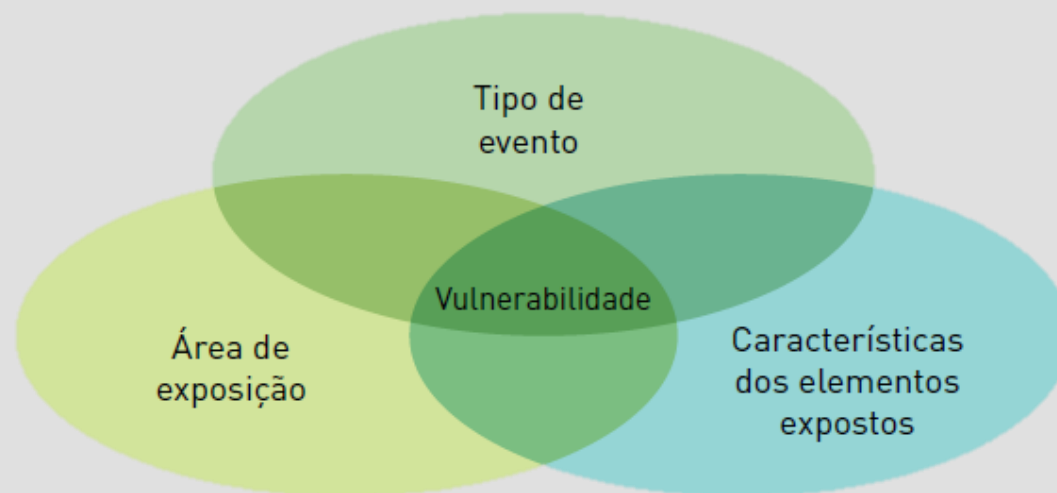 Tipo de
evento
Vulnerabilidade
Área de
exposição
Características
dos elementos
expostos